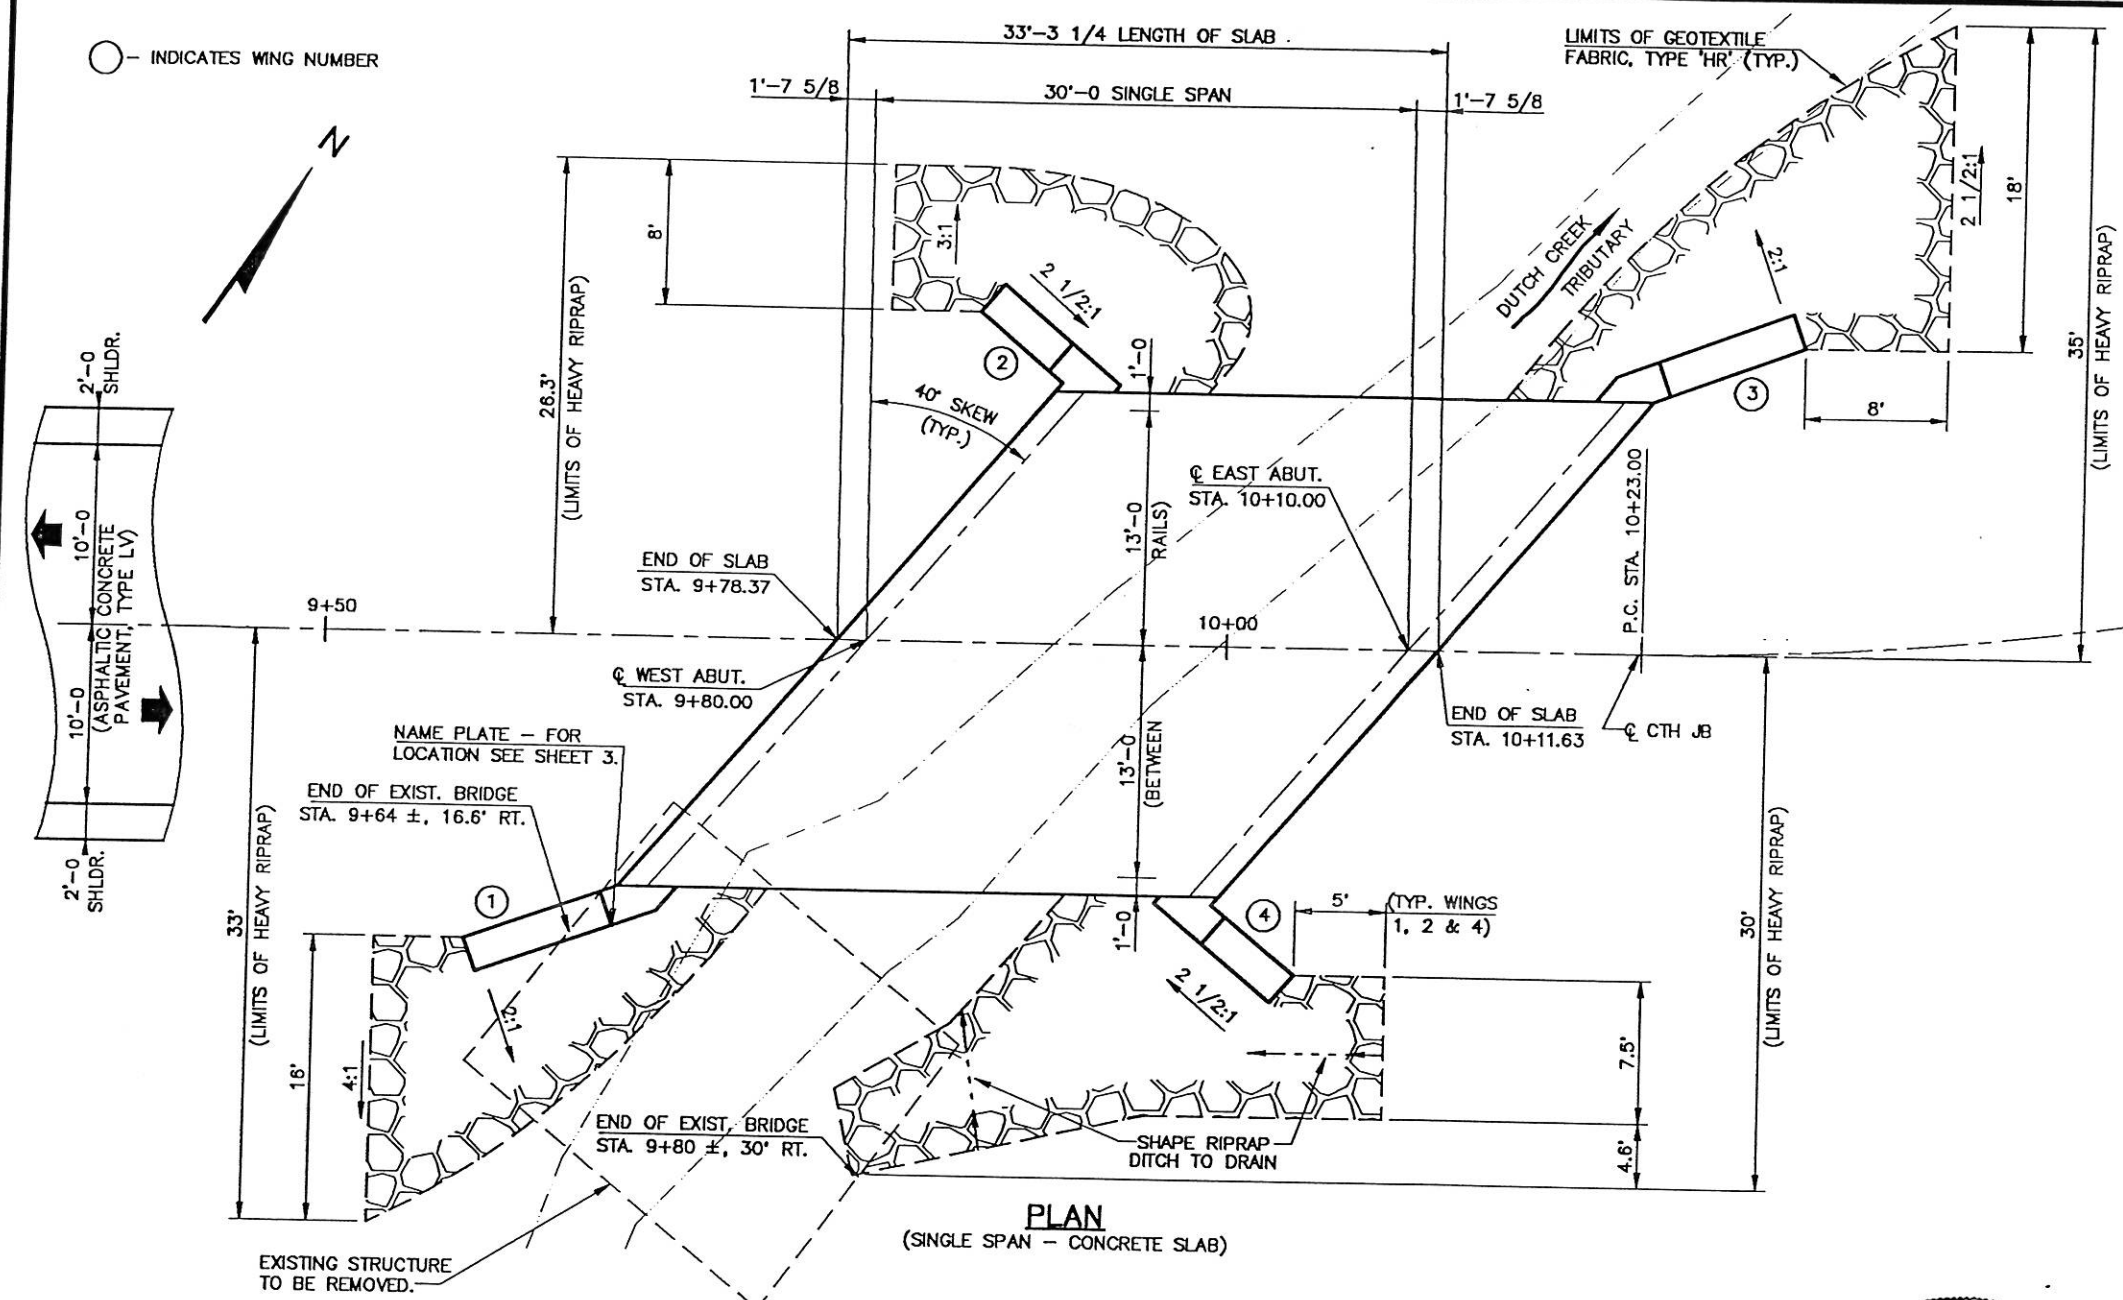 33'-3 1/4 LENGTH OF SLAB
LIMITS OF GEOTEXTILE
FABRIC, TYPE 'HR' (TYP.)
- INDICATES WING NUMBER
1'-7 5/8
30'-0 SINGLE SPAN
1'-7 5/8
N
8'
3:1
2 1/2:1
26.3'
(LIMITS OF HEAVY RIPRAP)
DUTCH CREEK
TRIBUTARY
2:1
2 1/2:1
18'
35'
(LIMITS OF HEAVY RIPRAP)
2
1'-0
3
8'
40° SKEW
(TYP.)
2'-0
SHLDR.
10'-0
(ASPHALTIC CONCRETE
PAVEMENT, TYPE LV)
10'-0
2'-0
SHLDR.
℄ EAST ABUT.
STA. 10+10.00
13'-0
RAILS)
P.C. STA. 10+23.00
END OF SLAB
STA. 9+78.37
9+50
10+00
℄ WEST ABUT.
STA. 9+80.00
END OF SLAB
STA. 10+11.63
℄ CTH JB
NAME PLATE - FOR
LOCATION SEE SHEET 3.
13'-0
(BETWEEN
END OF EXIST. BRIDGE
STA. 9+64 ±, 16.6' RT.
33'
(LIMITS OF HEAVY RIPRAP)
1
1'-0
4
5'
(TYP. WINGS
1, 2 & 4)
30'
(LIMITS OF HEAVY RIPRAP)
4:1
2:1
2 1/2:1
7.5'
END OF EXIST. BRIDGE
STA. 9+80 ±, 30' RT.
SHAPE RIPRAP
DITCH TO DRAIN
4.6'
PLAN
(SINGLE SPAN - CONCRETE SLAB)
EXISTING STRUCTURE
TO BE REMOVED.